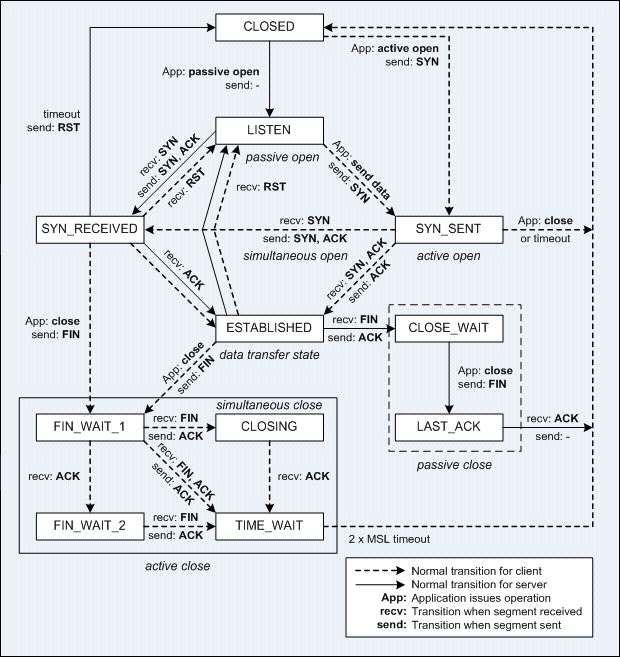 CLOSED
App: passive open
send: -
App: active open
send: SYN
timeout
send: RST
LISTEN
passive open
recv: SYN
send: SYN, ACK
recv: RST
recv: RST
App: send data
send: SYN
SYN_RECEIVED
recv: SYN
send: SYN, ACK
simultaneous open
SYN_SENT
active open
App: close
or timeout
recv: ACK
recv: SYN, ACK
send: ACK
App: close
send: FIN
ESTABLISHED
data transfer state
recv: FIN
send: ACK
CLOSE_WAIT
App: close
send: FIN
App: close
send: FIN
LAST_ACK
recv: ACK
send: -
passive close
simultaneous close
FIN_WAIT_1
recv: FIN
send: ACK
CLOSING
recv: ACK
recv: FIN, ACK
send: ACK
recv: ACK
FIN_WAIT_2
recv: FIN
send: ACK
TIME_WAIT
2 x MSL timeout
active close
Normal transition for client
Normal transition for server
App: Application issues operation
recv: Transition when segment received
send: Transition when segment sent